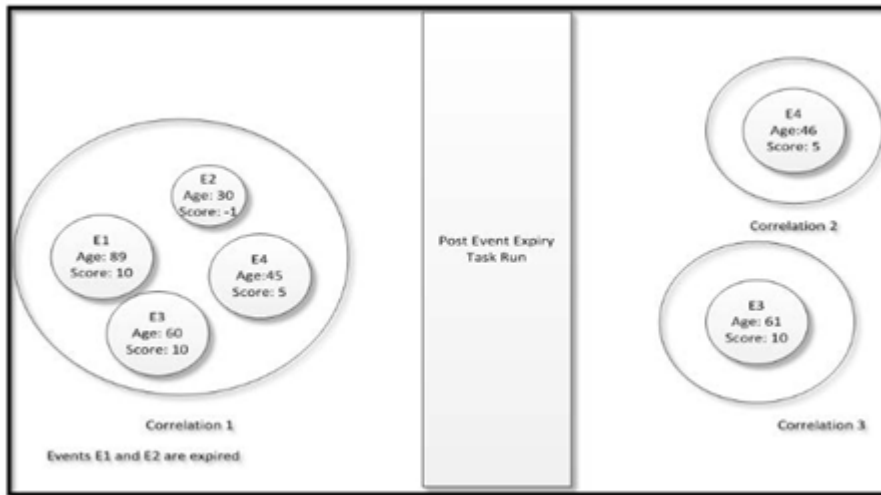 E2
Age: 30
Score: -1
E1
Age: 89
Score: 10
E4
Age:45
Score: 5
E3
Age: 60
Score: 10
Correlation 1
Events E1 and E2 are expired
Post Event Expiry
Task Run
E4
Age:46
Score: 5
Correlation 2
E3
Age: 61
Score: 10
Correlation 3